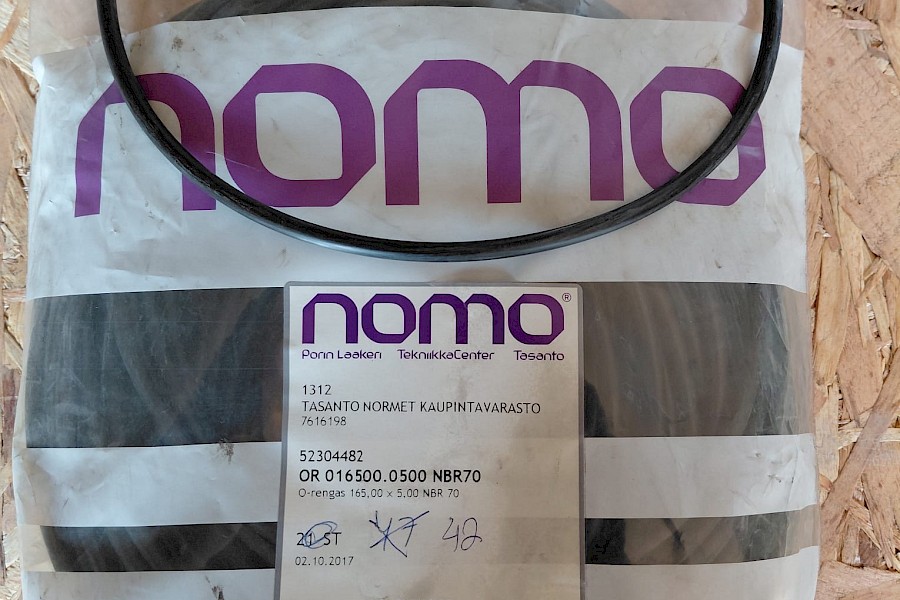 nomo
nomo®
Porin Laakeri TekniikkaCenter Tasanto
1312
TASANTO NORMET KAUPINTAVARASTO
7616198
52304482
OR 016500.0500 NBR70
O-rengas 165,00 x 5,00 NBR 70
21 ST 42
02.10.2017